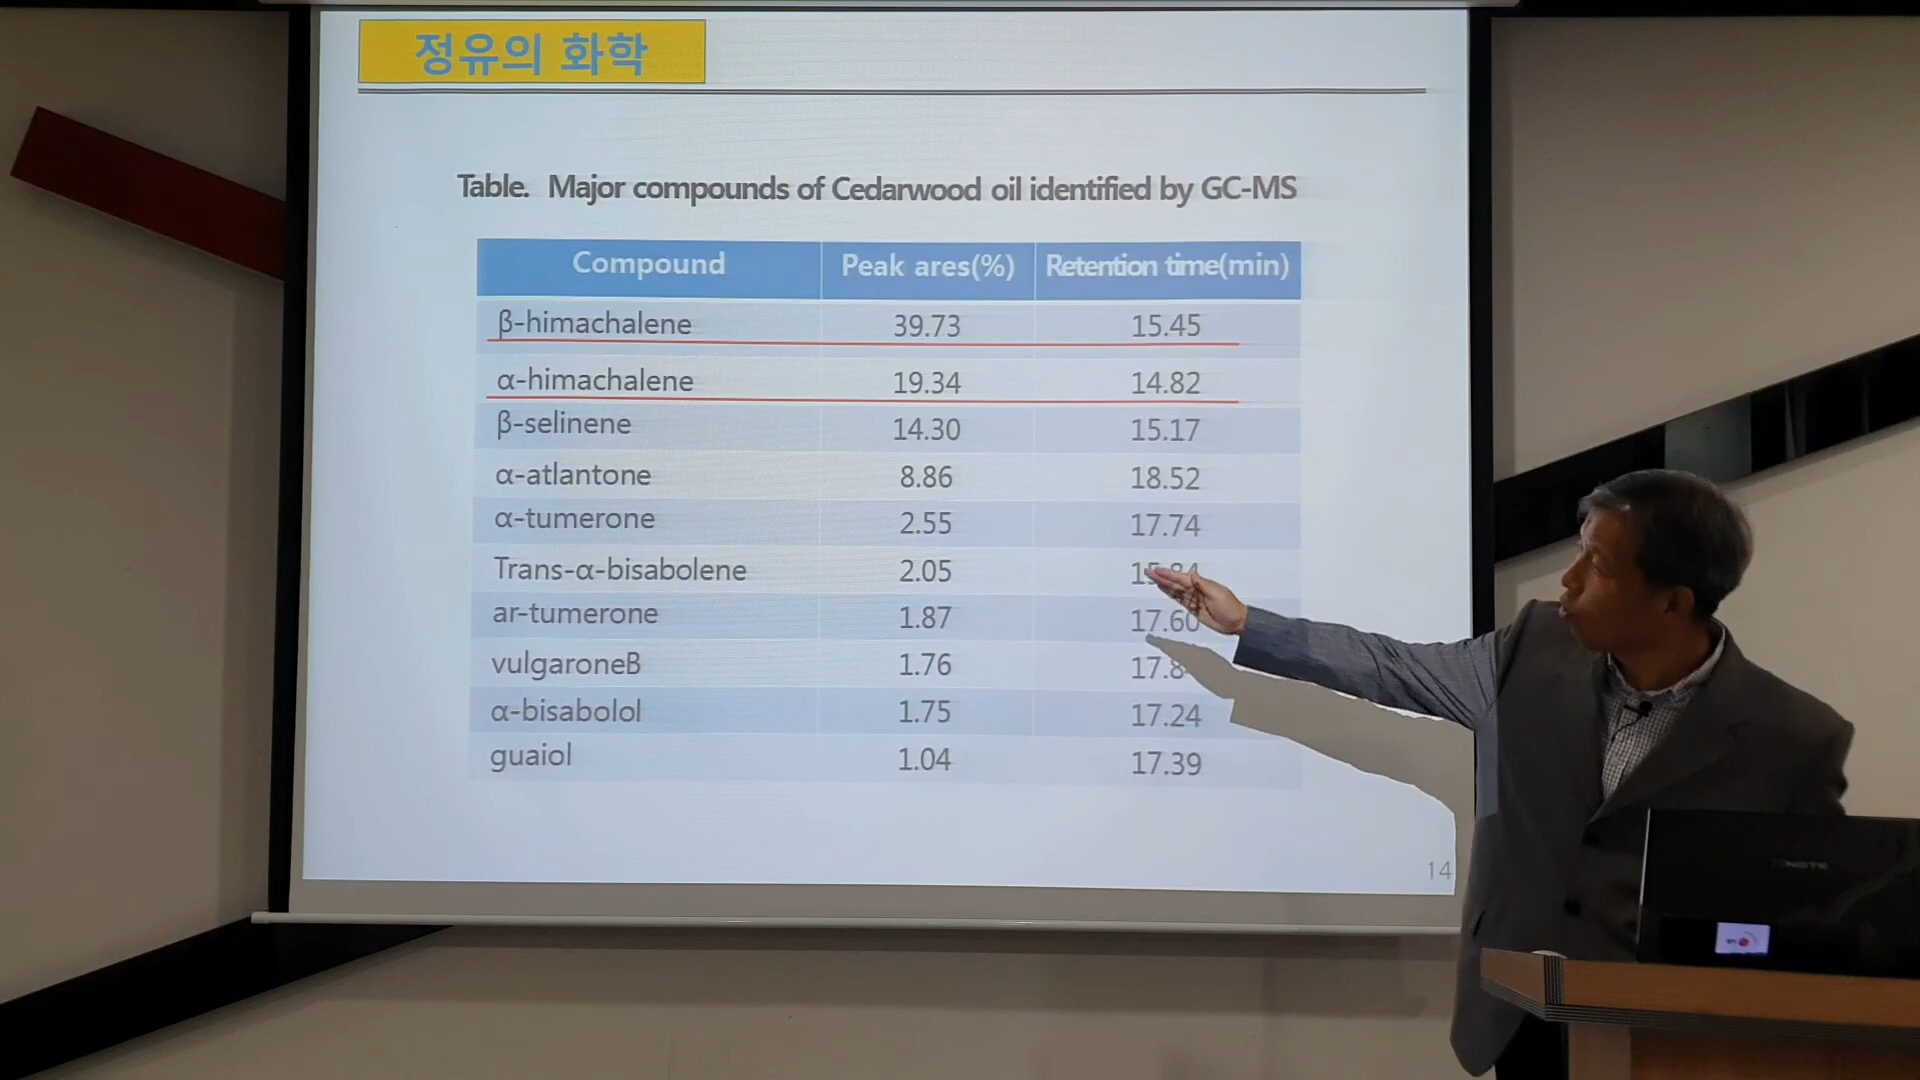 정유의 화학
Table. Major compounds of Cedarwood oil identified by GC-MS
Compound Peak ares(%) Retention time(min)
β-himachalene 39.73 15.45
α-himachalene 19.34 14.82
β-selinene 14.30 15.17
α-atlantone 8.86 18.52
α-tumerone 2.55 17.74
Trans-α-bisabolene 2.05
ar-tumerone 1.87 17.60
vulgaroneB 1.76
α-bisabolol 1.75 17.24
guaiol 1.04 17.39
14